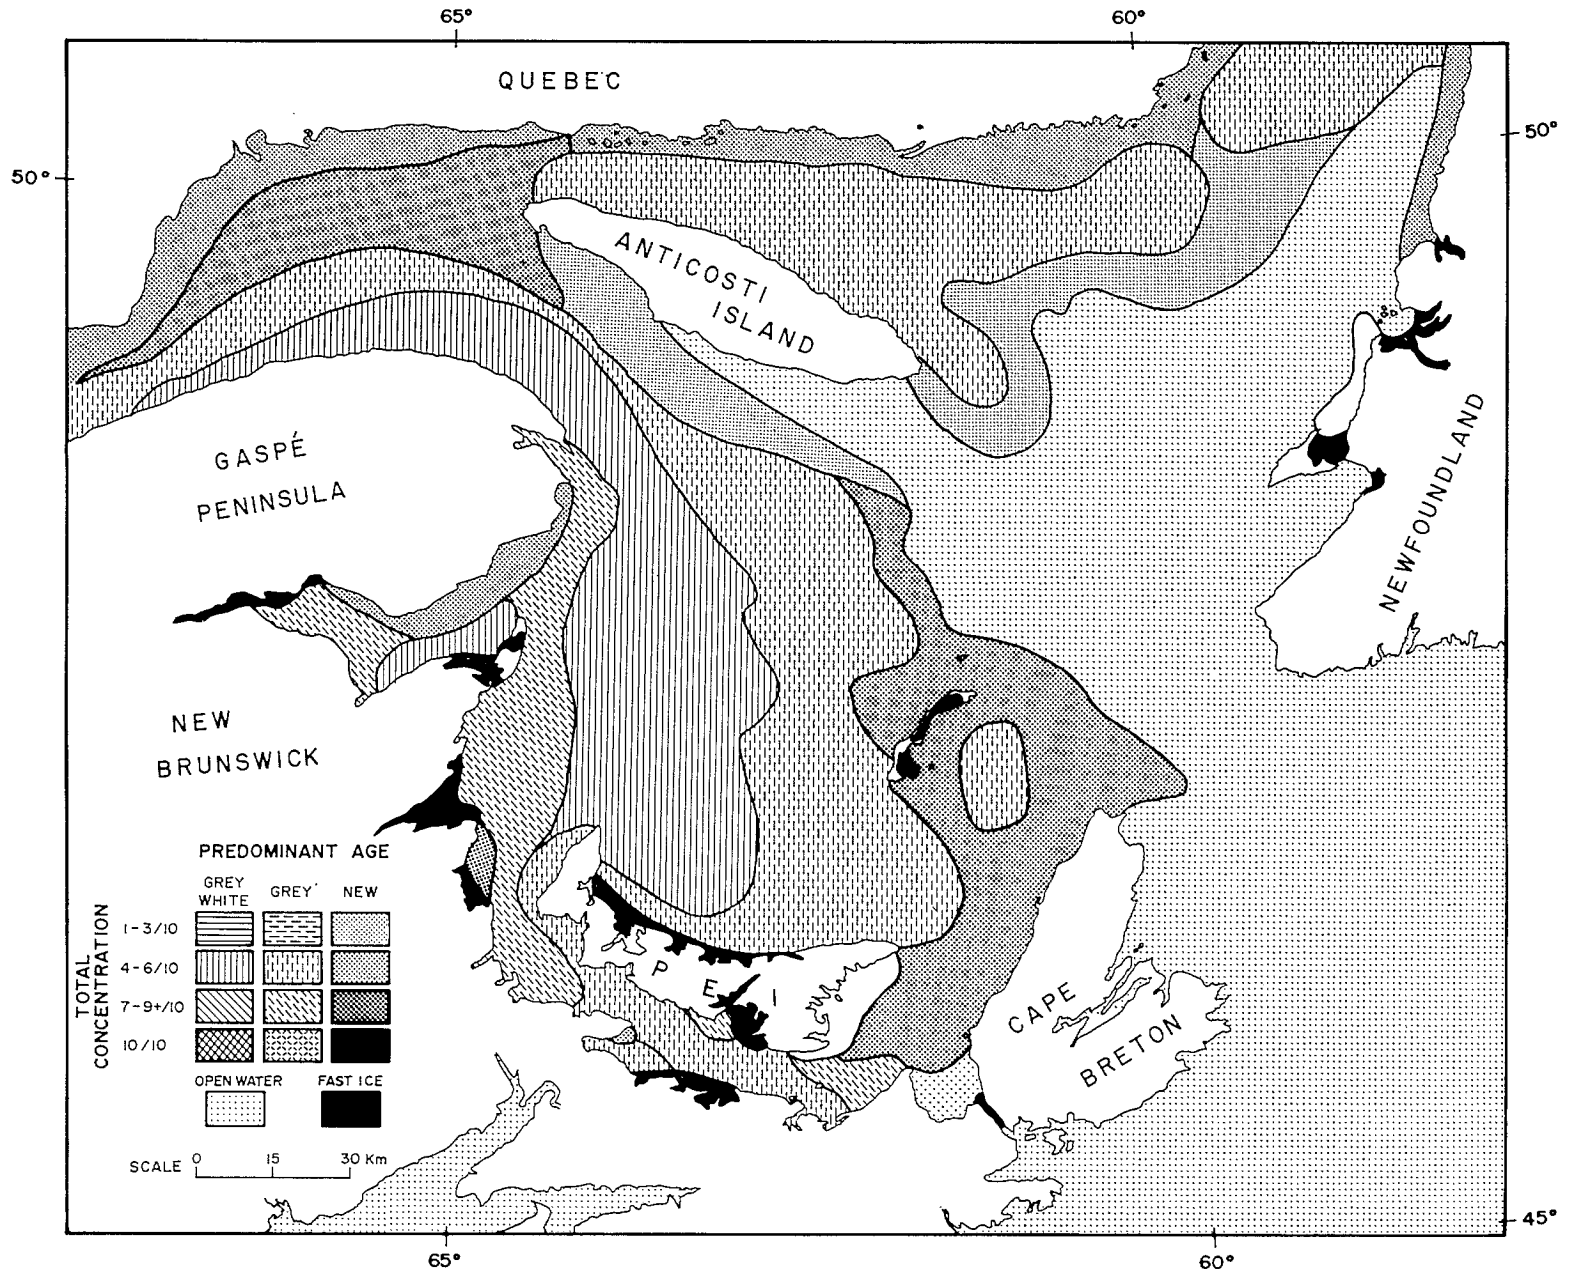 65°
60°
QUEBEC
50°
50°
ANTICOSTI
ISLAND
GASPÉ
PENINSULA
NEWFOUNDLAND
NEW
BRUNSWICK
P E I
CAPE
BRETON
PREDOMINANT AGE
GREY WHITE
GREY
NEW
TOTAL CONCENTRATION
1-3/10
4-6/10
7-9+/10
10/10
OPEN WATER
FAST ICE
SCALE 0 15 30 Km
45°
65°
60°